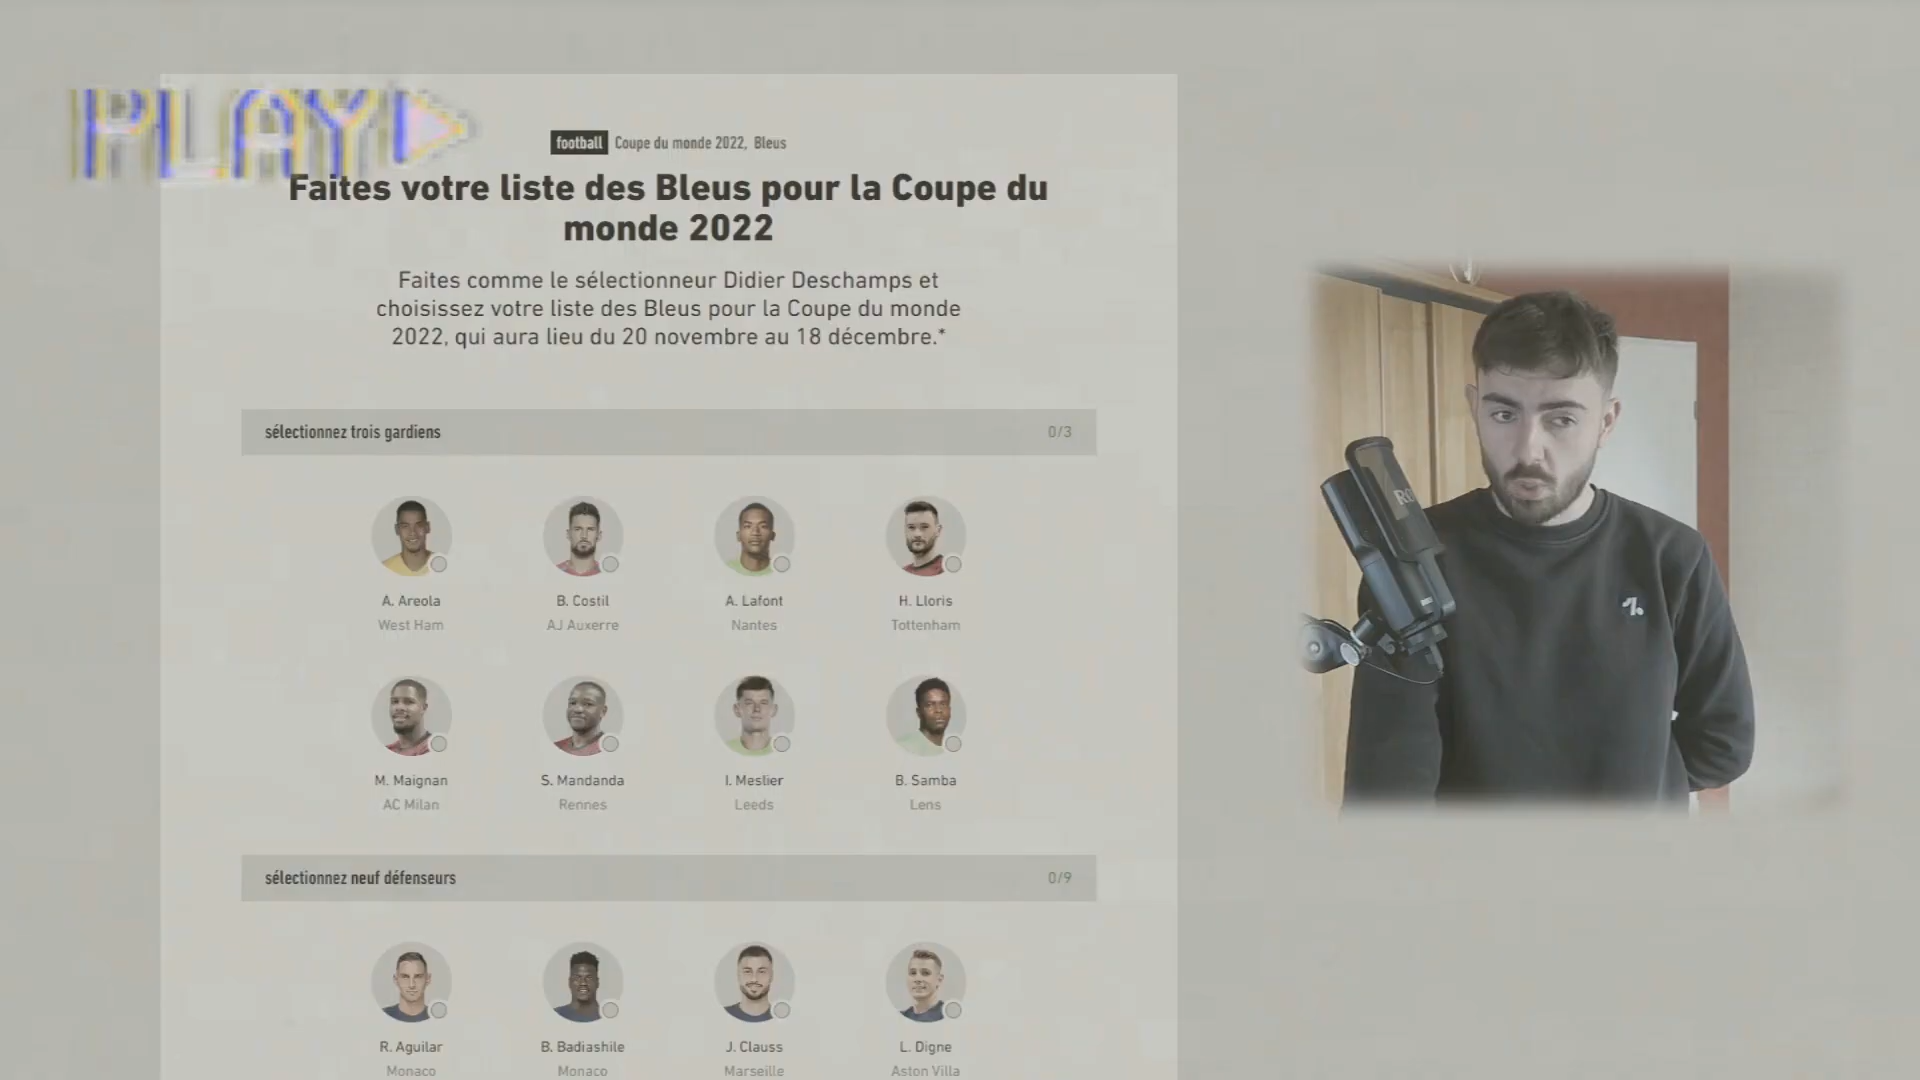 PLAY
football Coupe du monde 2022, Bleus
Faites votre liste des Bleus pour la Coupe du
monde 2022
Faites comme le sélectionneur Didier Deschamps et
choisissez votre liste des Bleus pour la Coupe du monde
2022, qui aura lieu du 20 novembre au 18 décembre.*
sélectionnez trois gardiens 0/3
A. Areola B. Costil A. Lafont H. Lloris
West Ham AJ Auxerre Nantes Tottenham
M. Maignan S. Mandanda I. Meslier B. Samba
AC Milan Rennes Leeds Lens
sélectionnez neuf défenseurs 0/9
R. Aguilar B. Badiashile J. Clauss L. Digne
Monaco Monaco Marseille Aston Villa